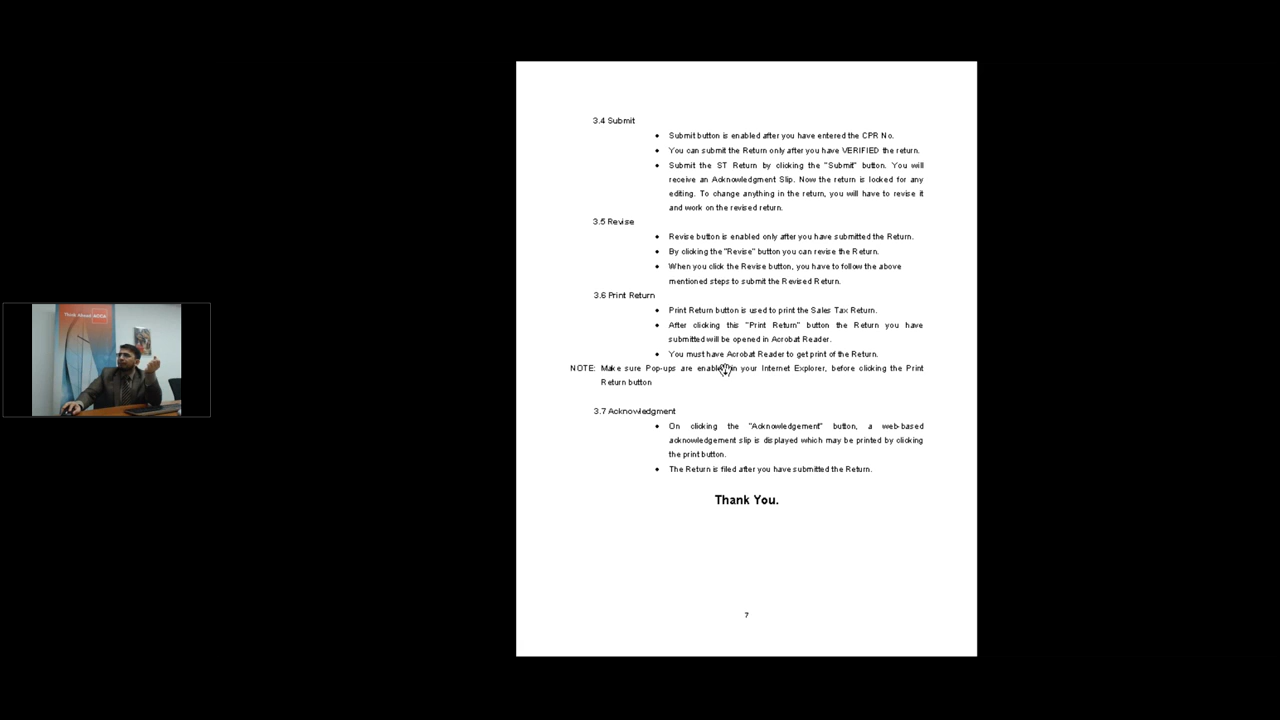 3.4 Submit
• Submit button is enabled after you have entered the CPR No.
• You can submit the Return only after you have VERIFIED the return.
• Submit the ST Return by clicking the "Submit" button. You will
receive an Acknowledgment Slip. Now the return is looked for any
editing. To change anything in the return, you will have to revise it
and work on the revised return.
3.5 Revise
• Revise button is enabled only after you have submitted the Return.
• By clicking the "Revise" button you can revise the Return.
• When you click the Revise button, you have to follow the above
mentioned steps to submit the Revised Return.
3.6 Print Return
• Print Return button is used to print the Sales Tax Return.
• After clicking this "Print Return" button the Return you have
submitted will be opened in Acrobat Reader.
• You must have Acrobat Reader to get print of the Return.
NOTE: Make sure Pop-ups are enabled in your Internet Explorer, before clicking the Print
Return button
3.7 Acknowledgment
• On clicking the "Acknowledgement" button, a web-based
acknowledgement slip is displayed which may be printed by clicking
the print button.
• The Return is filed after you have submitted the Return.
Thank You.
7
Think Ahead ACCA